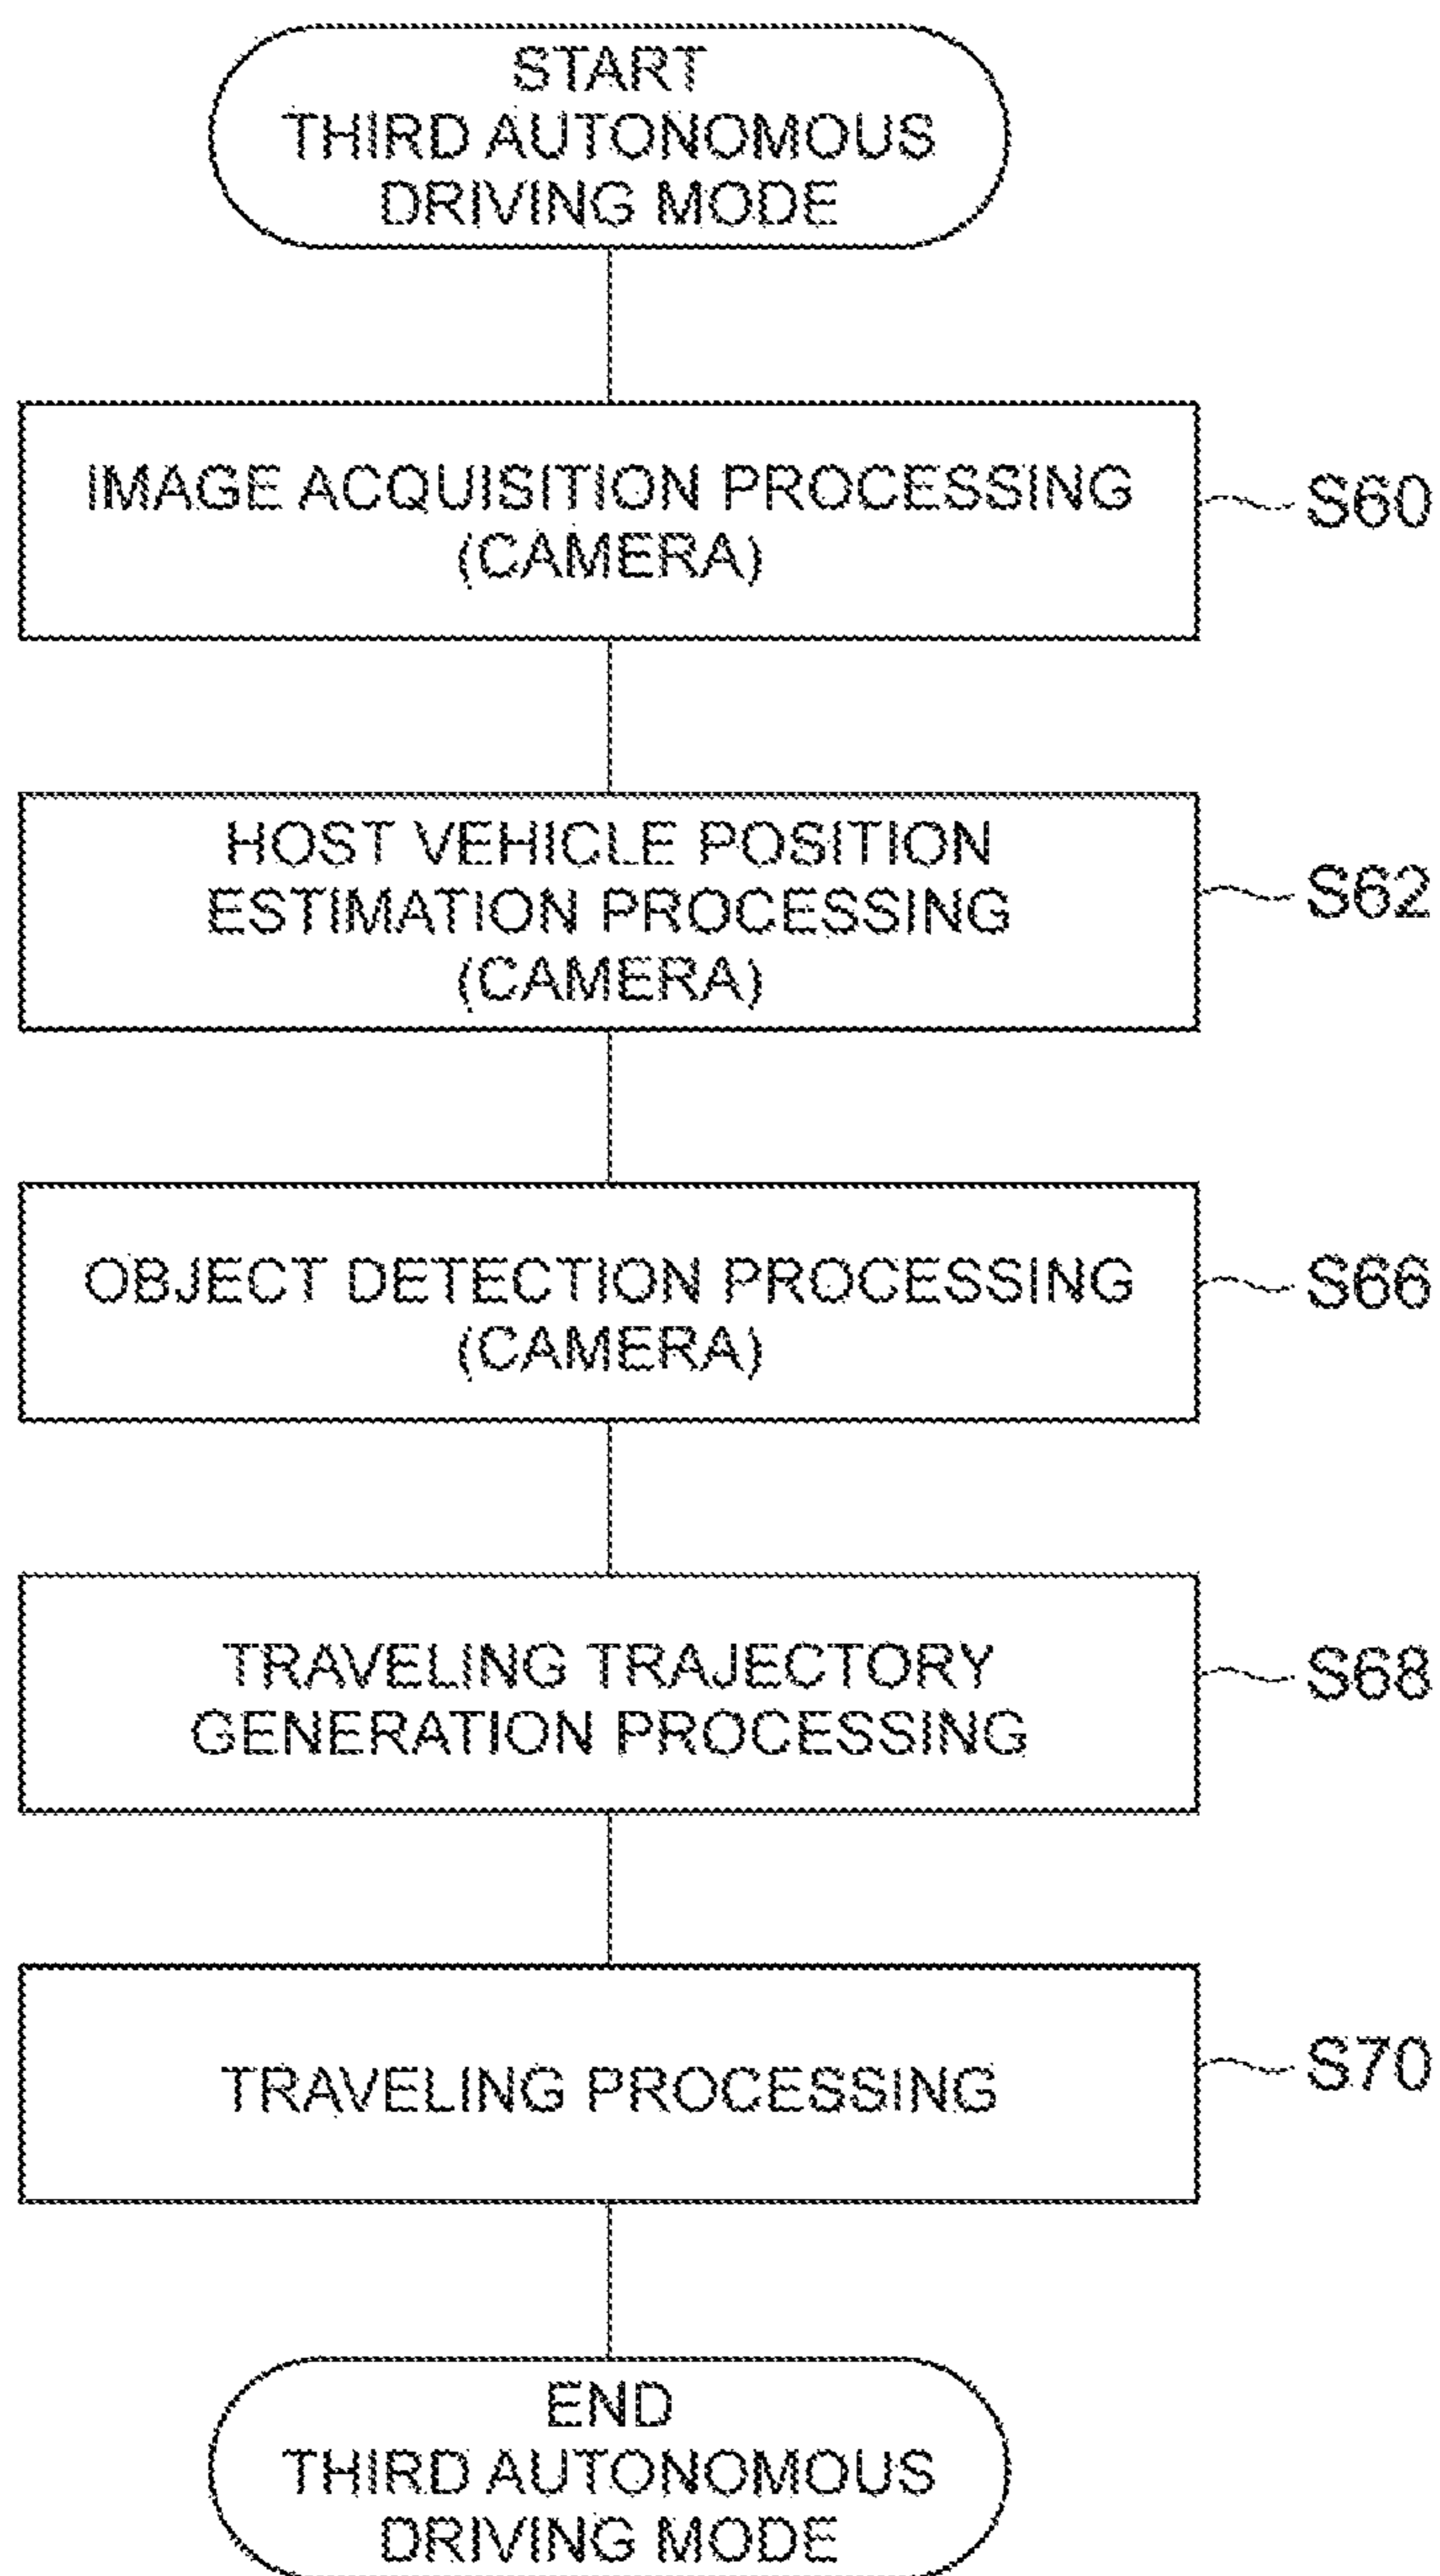 START
THIRD AUTONOMOUS
DRIVING MODE
IMAGE ACQUISITION PROCESSING
(CAMERA)
S60
HOST VEHICLE POSITION
ESTIMATION PROCESSING
(CAMERA)
S62
OBJECT DETECTION PROCESSING
(CAMERA)
S66
TRAVELING TRAJECTORY
GENERATION PROCESSING
S68
TRAVELING PROCESSING
S70
END
THIRD AUTONOMOUS
DRIVING MODE